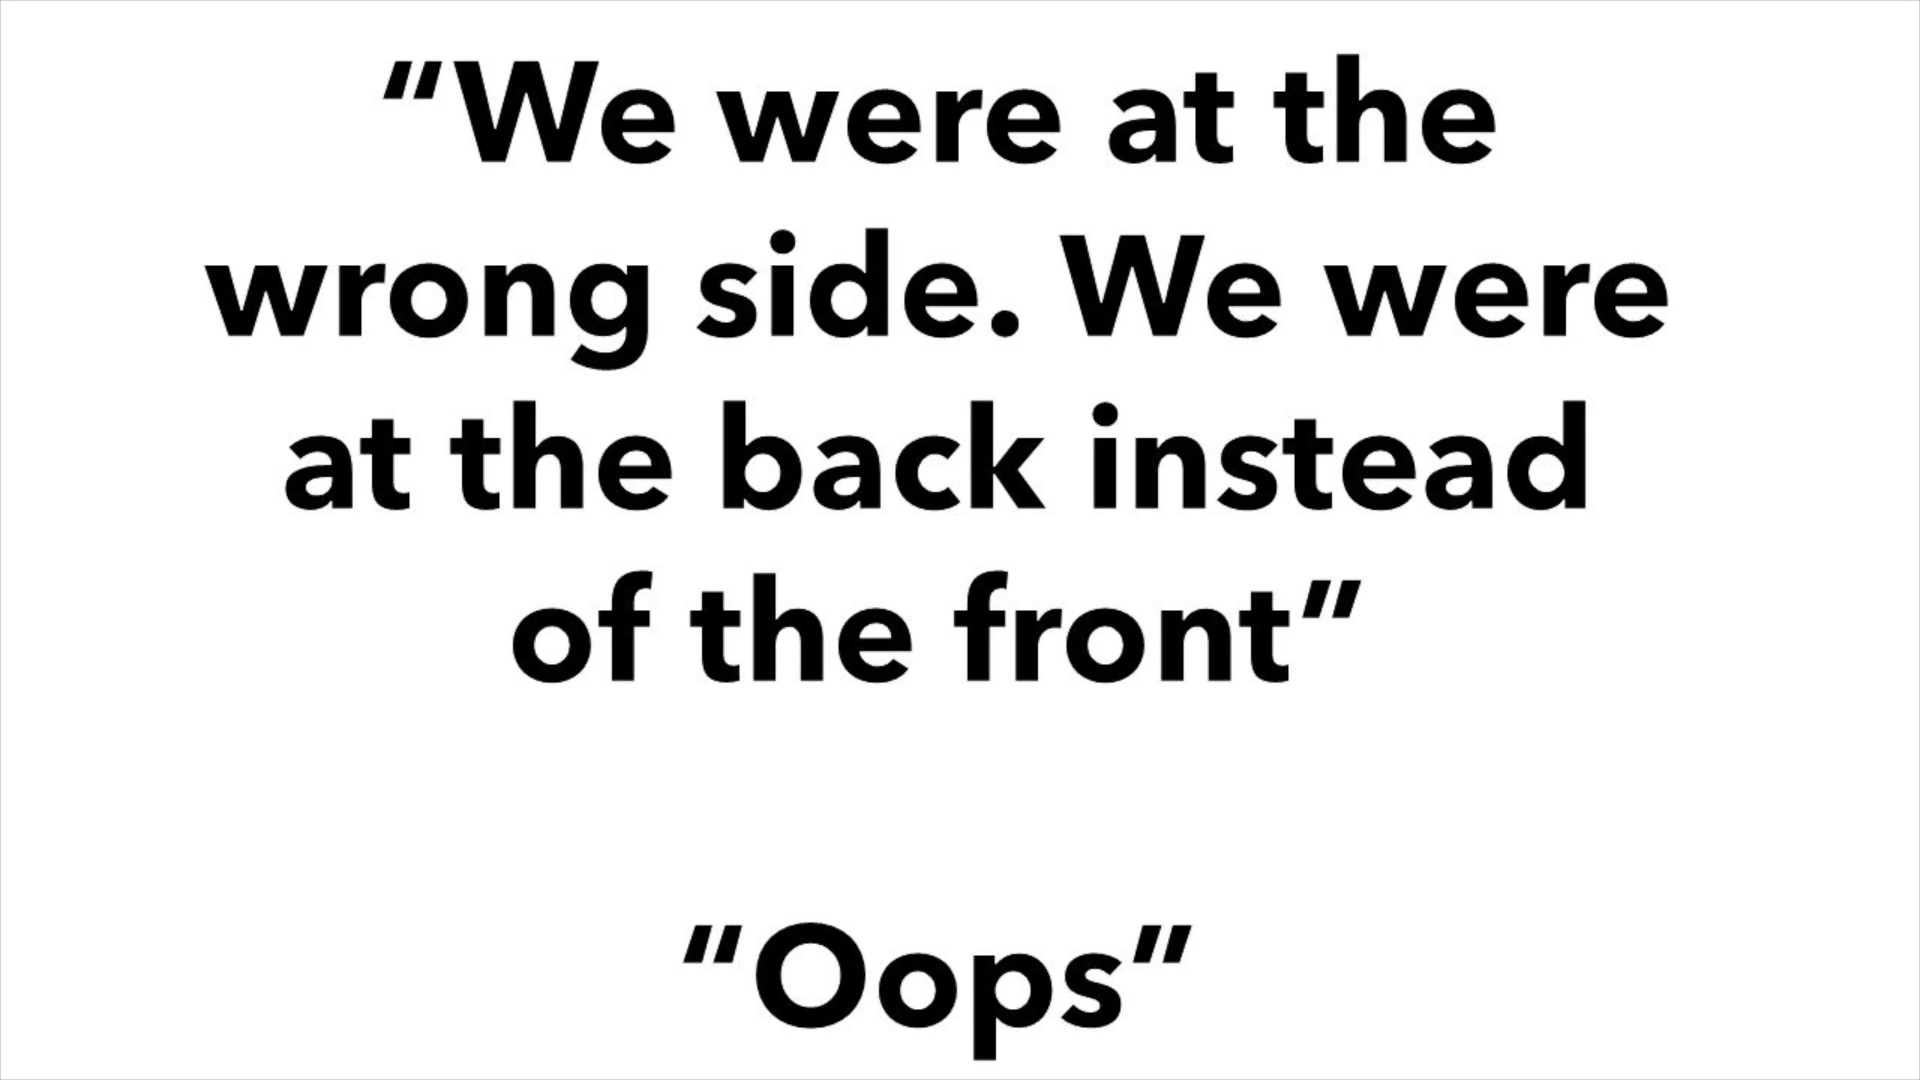 “We were at the
wrong side. We were
at the back instead
of the front”
“Oops”